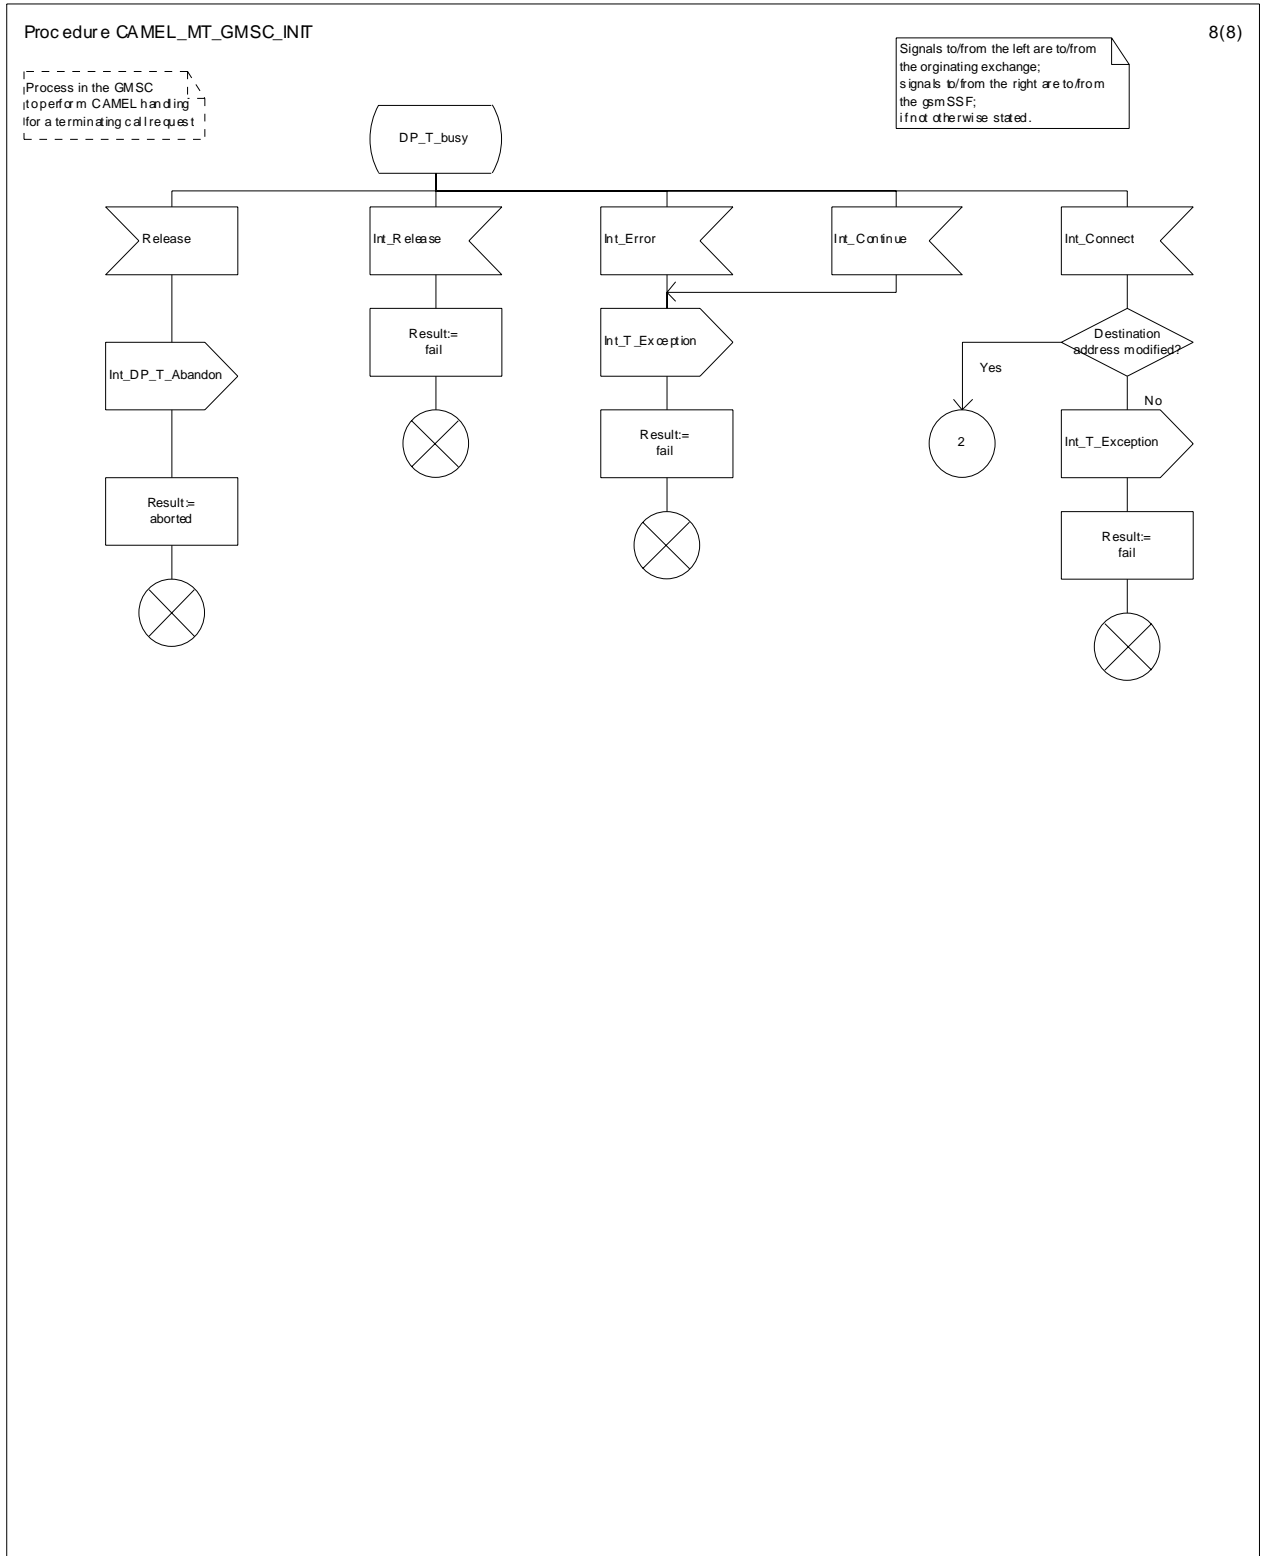 Procedure CAMEL_MT_GMSC_INIT
8(8)
Process in the GMSC
to perform CAMEL handling
for a terminating call request
Signals to/from the left are to/from
the orginating exchange;
signals to/from the right are to/from
the gsmSSF;
if not otherwise stated.
DP_T_busy
Release
Int_Release
Int_Error
Int_Continue
Int_Connect
Result:=
fail
Int_T_Exception
Destination
address modified?
Yes
No
Int_DP_T_Abandon
Result:=
fail
2
Int_T_Exception
Result:=
aborted
Result:=
fail